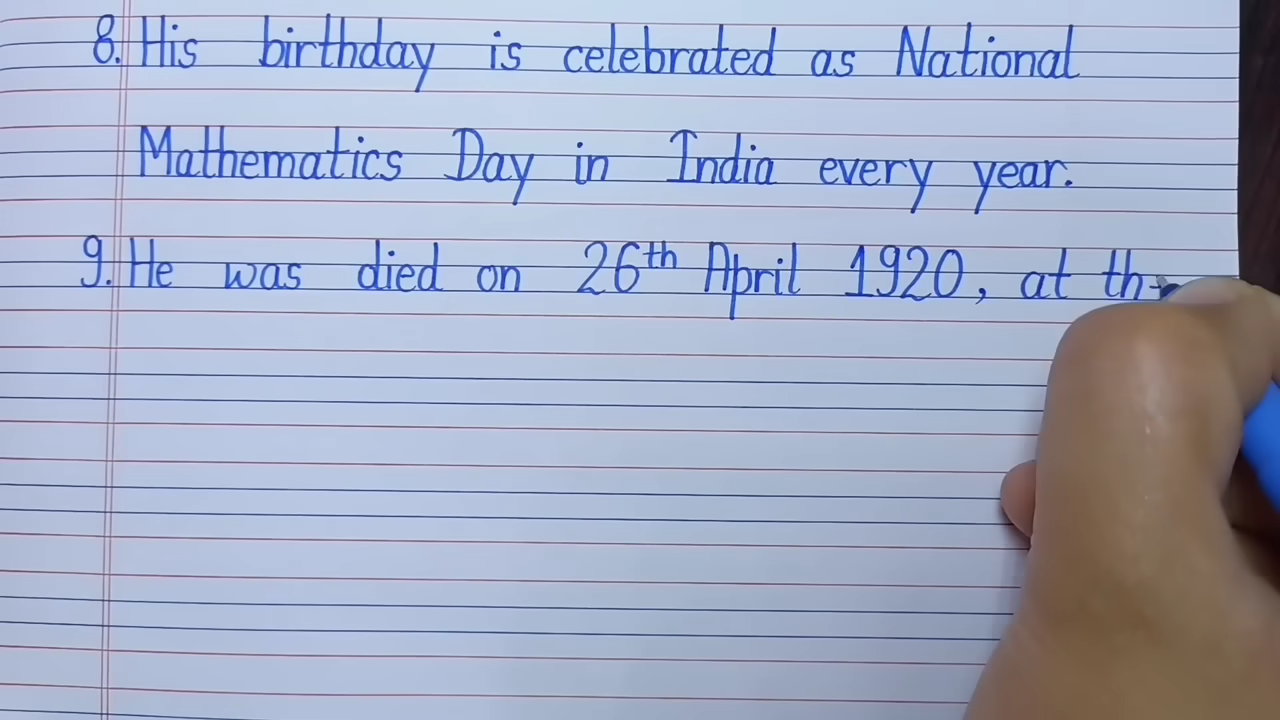 8. His birthday is celebrated as National
Mathematics Day in India every year.
9. He was died on 26th April 1920, at